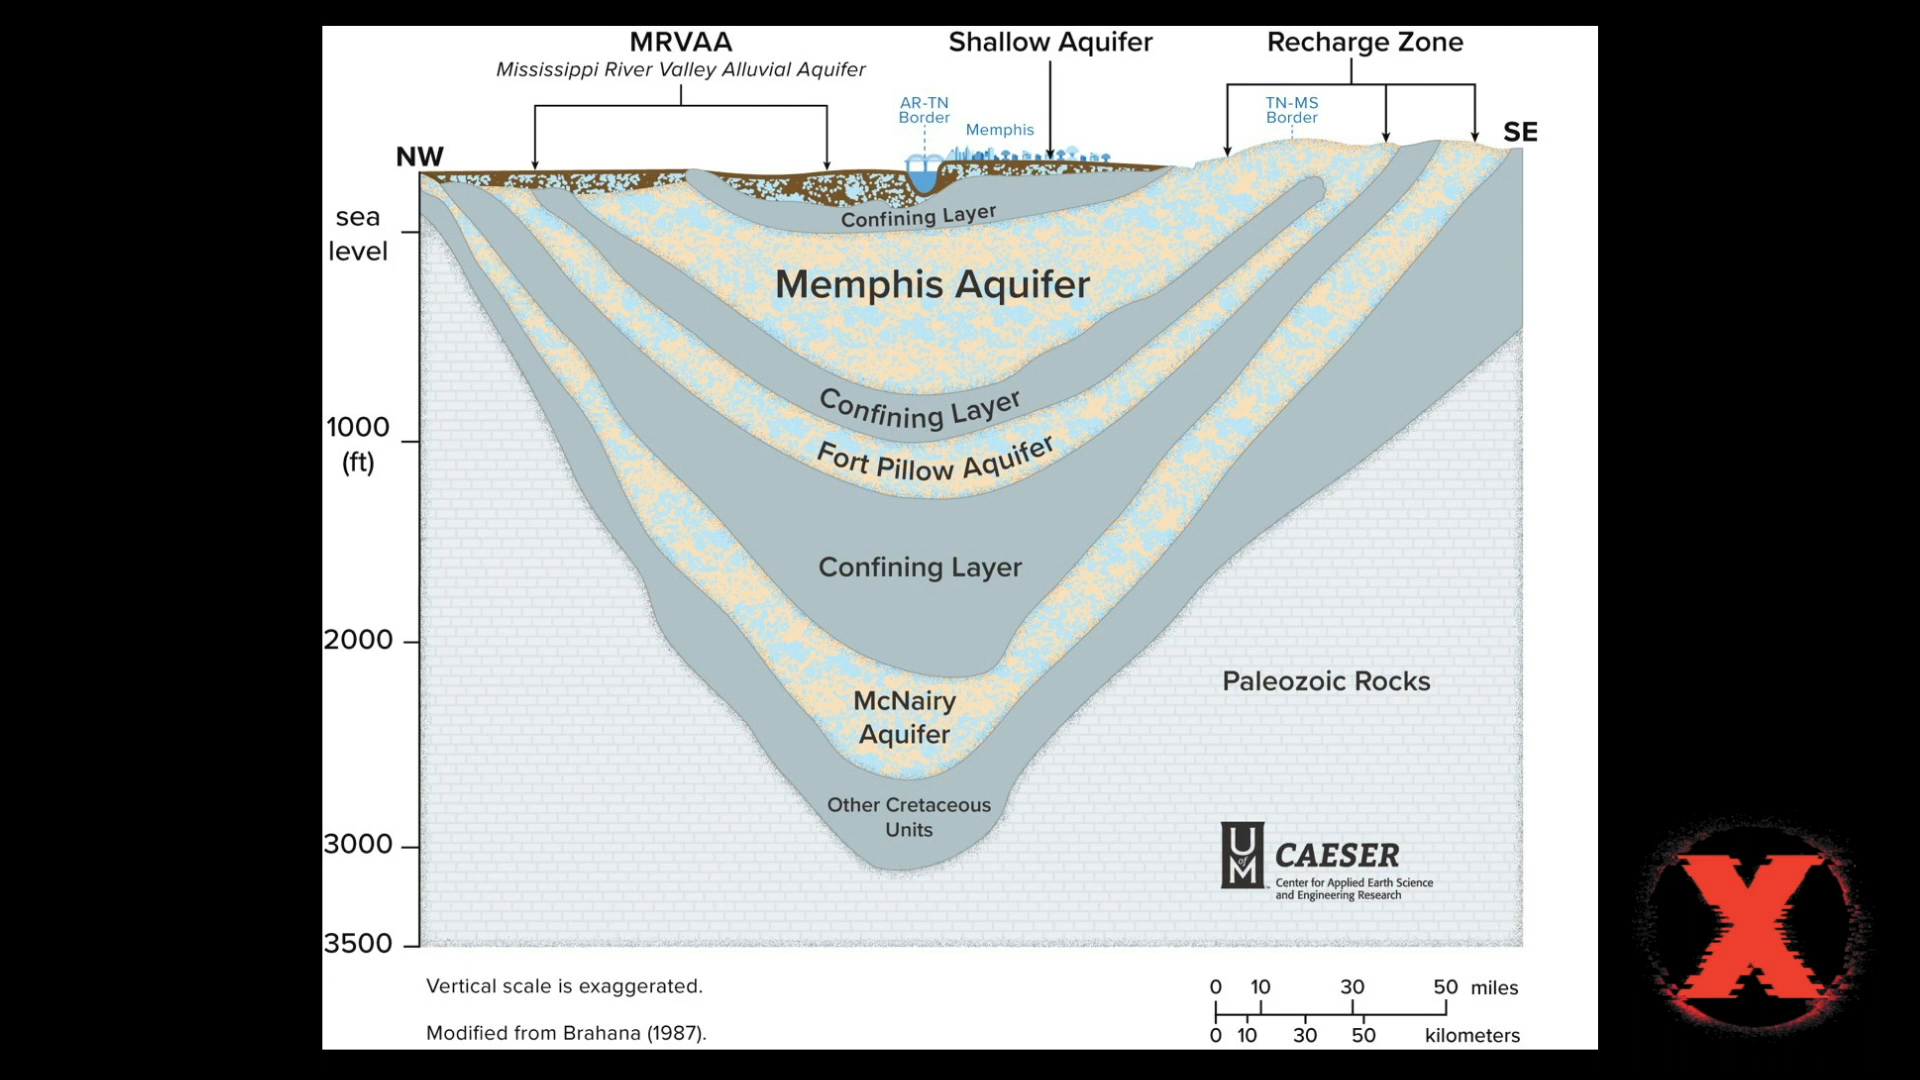 MRVAA
Mississippi River Valley Alluvial Aquifer
Shallow Aquifer
Recharge Zone
AR-TN
Border
Memphis
TN-MS
Border
NW
SE
sea
level
1000
(ft)
2000
3000
3500
Confining Layer
Memphis Aquifer
Confining Layer
Fort Pillow Aquifer
Confining Layer
McNairy
Aquifer
Other Cretaceous
Units
Paleozoic Rocks
U
of
M
CAESER
Center for Applied Earth Science
and Engineering Research
Vertical scale is exaggerated.
Modified from Brahana (1987).
0 10 30 50 miles
0 10 30 50 kilometers
X